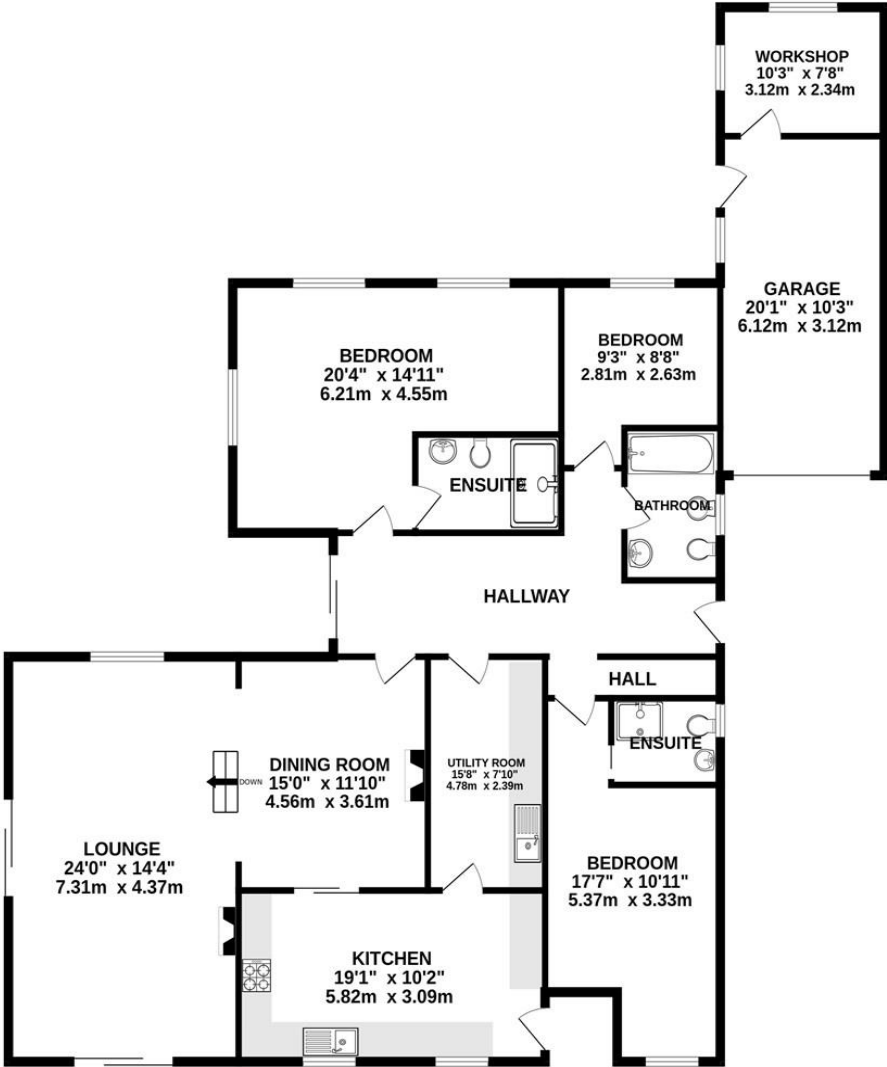 WORKSHOP
10'3" x 7'8"
3.12m x 2.34m
GARAGE
20'1" x 10'3"
6.12m x 3.12m
BEDROOM
20'4" x 14'11"
6.21m x 4.55m
BEDROOM
9'3" x 8'8"
2.81m x 2.63m
ENSUITE
BATHROOM
HALLWAY
HALL
ENSUITE
DINING ROOM
15'0" x 11'10"
4.56m x 3.61m
DOWN
UTILITY ROOM
15'8" x 7'10"
4.78m x 2.39m
LOUNGE
24'0" x 14'4"
7.31m x 4.37m
BEDROOM
17'7" x 10'11"
5.37m x 3.33m
KITCHEN
19'1" x 10'2"
5.82m x 3.09m